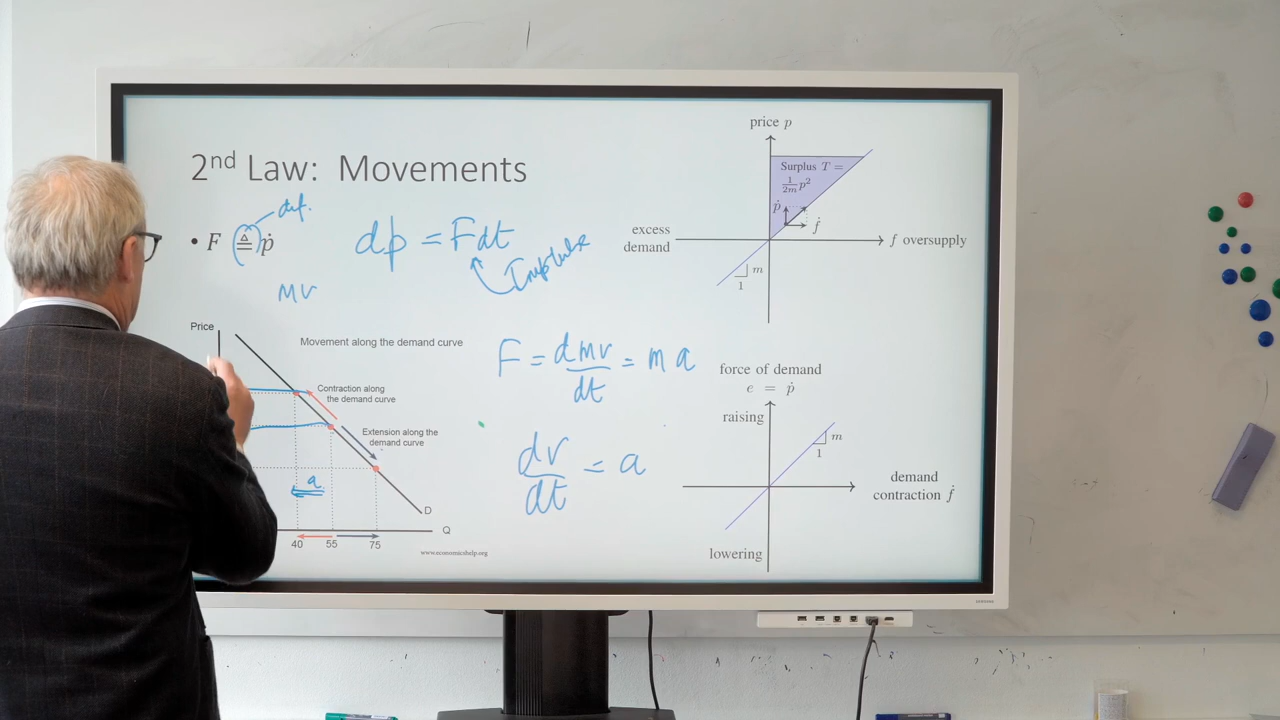 2nd Law: Movements
def.
• F ≜ ṗ
dp = Fdt
Impulse
mv
Price
Movement along the demand curve
Contraction along
the demand curve
Extension along the
demand curve
a
D
Q
40 55 75
www.economicshelp.org
F = dmv/dt = ma
dv/dt = a
price p
Surplus T =
1/2m p²
ṗ
ḟ
excess
demand
f oversupply
m
1
force of demand
e = ṗ
raising
m
1
demand
contraction ḟ
lowering